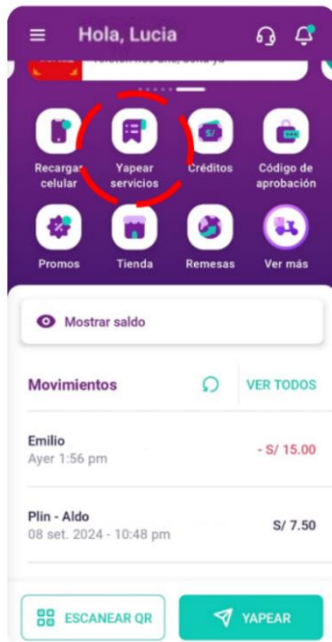 Hola, Lucia
S/
Recargar celular
Yapear servicios
Créditos
Código de aprobación
Promos
Tienda
Remesas
Ver más
Mostrar saldo
Movimientos
VER TODOS
Emilio
- S/ 15.00
Ayer 1:56 pm
Plin - Aldo
S/ 7.50
08 set. 2024 - 10:48 pm
ESCANEAR QR
YAPEAR